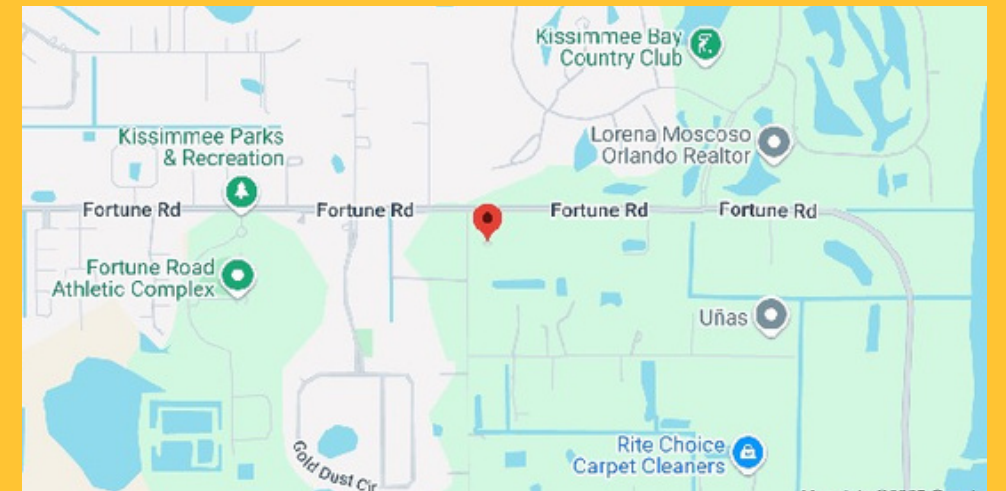 Kissimmee Bay
Country Club
Kissimmee Parks
& Recreation
Lorena Moscoso
Orlando Realtor
Fortune Rd
Fortune Rd
Fortune Rd
Fortune Rd
Fortune Road
Athletic Complex
Uñas
Rite Choice
Carpet Cleaners
Gold Dust Cir